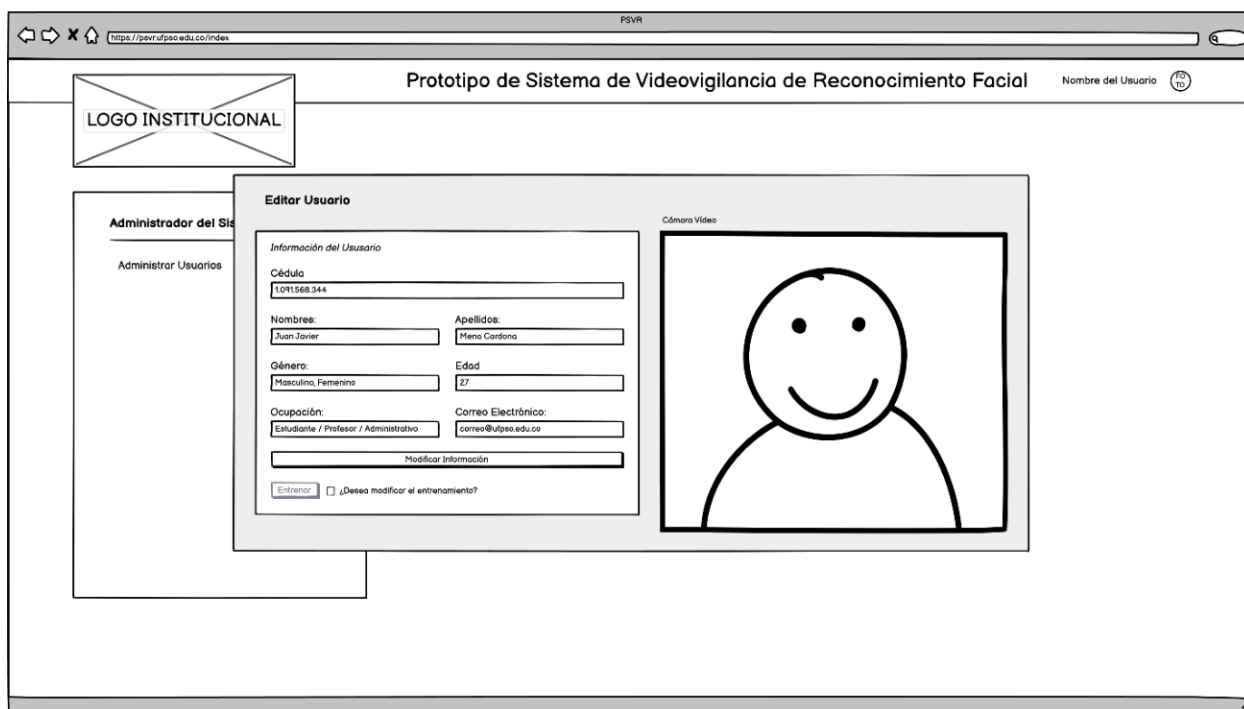 PSVR
https://psvr.ufpso.edu.co/index
Prototipo de Sistema de Videovigilancia de Reconocimiento Facial
Nombre del Usuario
FO
TO
LOGO INSTITUCIONAL
Administrador del Sis
Administrar Usuarios
Editar Usuario
Información del Ususario
Cédula
1.091.568.344
Nombres:
Apellidos:
Juan Javier
Mena Cardona
Género:
Edad
Masculino, Femenino
27
Ocupación:
Correo Electrónico:
Estudiante / Profesor / Administrativo
correo@ufpso.edu.co
Modificar Información
Entrenar
¿Desea modificar el entrenamiento?
Cámara Vídeo